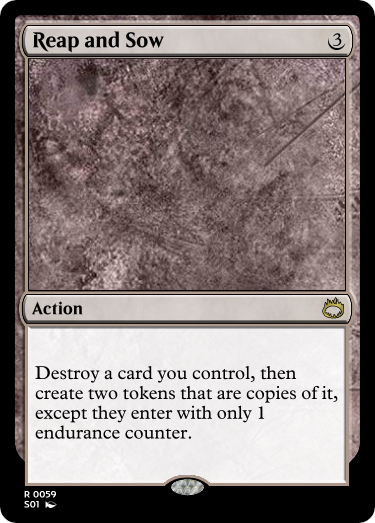 Reap and Sow
3
Action
Destroy a card you control, then
create two tokens that are copies of it,
except they enter with only 1
endurance counter.
R 0059
S01